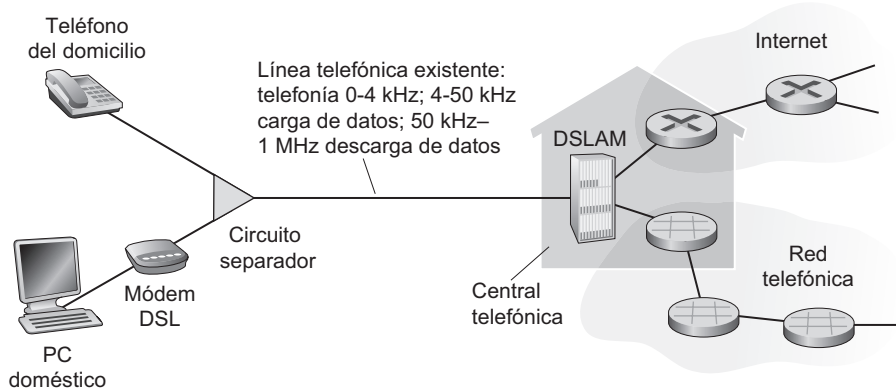 Teléfono
del domicilio
Línea telefónica existente:
telefonía 0-4 kHz; 4-50 kHz
carga de datos; 50 kHz–
1 MHz descarga de datos
Internet
DSLAM
Circuito
separador
Módem
DSL
PC
doméstico
Central
telefónica
Red
telefónica